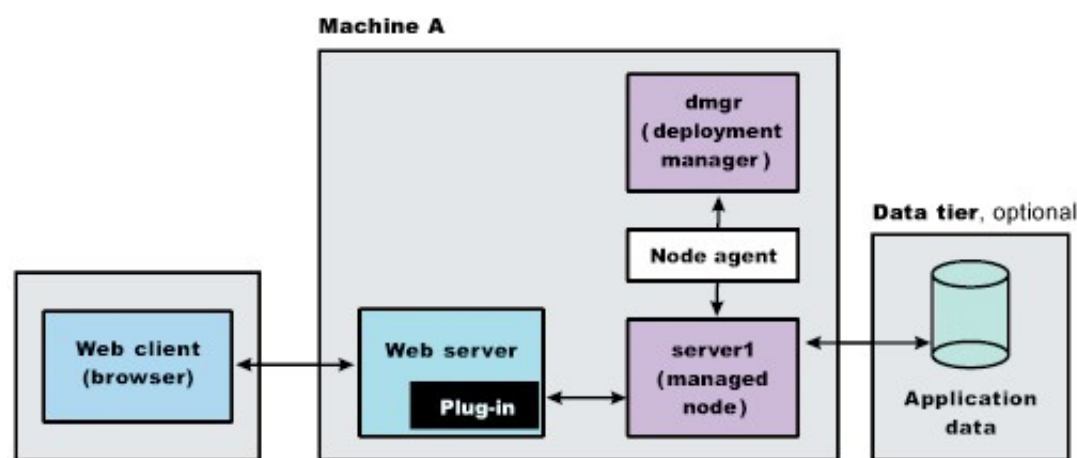 Machine A
dmgr
(deployment
manager)
Data tier, optional
Node agent
Web client
(browser)
Web server
Plug-in
server1
(managed
node)
Application
data